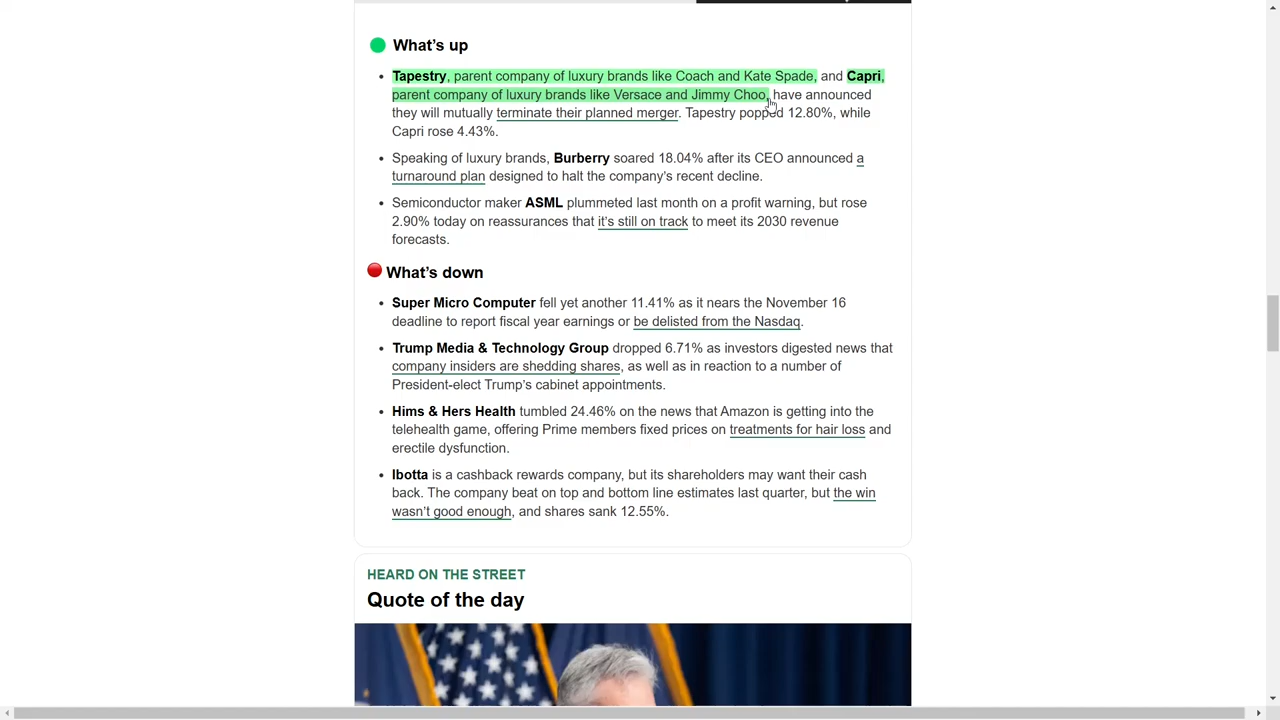 What's up
Tapestry, parent company of luxury brands like Coach and Kate Spade, and Capri,
parent company of luxury brands like Versace and Jimmy Choo, have announced
they will mutually terminate their planned merger. Tapestry popped 12.80%, while
Capri rose 4.43%.
Speaking of luxury brands, Burberry soared 18.04% after its CEO announced a
turnaround plan designed to halt the company's recent decline.
Semiconductor maker ASML plummeted last month on a profit warning, but rose
2.90% today on reassurances that it's still on track to meet its 2030 revenue
forecasts.
What's down
Super Micro Computer fell yet another 11.41% as it nears the November 16
deadline to report fiscal year earnings or be delisted from the Nasdaq.
Trump Media & Technology Group dropped 6.71% as investors digested news that
company insiders are shedding shares, as well as in reaction to a number of
President-elect Trump's cabinet appointments.
Hims & Hers Health tumbled 24.46% on the news that Amazon is getting into the
telehealth game, offering Prime members fixed prices on treatments for hair loss and
erectile dysfunction.
Ibotta is a cashback rewards company, but its shareholders may want their cash
back. The company beat on top and bottom line estimates last quarter, but the win
wasn't good enough, and shares sank 12.55%.
HEARD ON THE STREET
Quote of the day